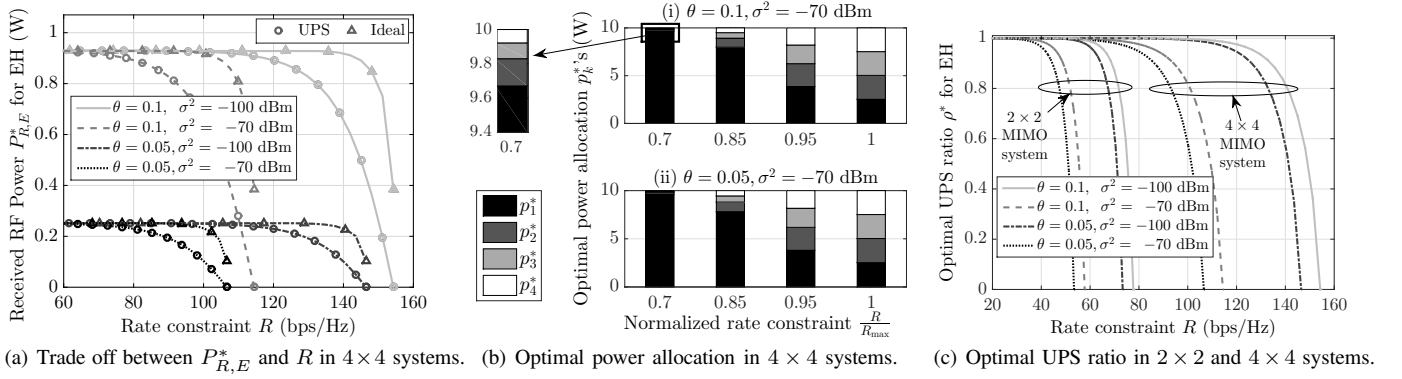 Received RF Power P*_{R,E} for EH (W)
1
0.8
0.6
0.4
0.2
0
60 80 100 120 140 160
Rate constraint R (bps/Hz)
UPS Ideal
θ = 0.1, σ² = −100 dBm
θ = 0.1, σ² = −70 dBm
θ = 0.05, σ² = −100 dBm
θ = 0.05, σ² = −70 dBm
(a) Trade off between P*_{R,E} and R in 4×4 systems.
10
9.8
9.6
9.4
0.7
p*_1
p*_2
p*_3
p*_4
Optimal power allocation p*_k's (W)
(i) θ = 0.1, σ² = −70 dBm
10
5
0
0.7 0.85 0.95 1
(ii) θ = 0.05, σ² = −70 dBm
10
5
0
0.7 0.85 0.95 1
Normalized rate constraint R/R_max
(b) Optimal power allocation in 4×4 systems.
Optimal UPS ratio ρ* for EH
1
0.8
0.6
0.4
0.2
0
20 40 60 80 100 120 140 160
Rate constraint R (bps/Hz)
2×2
MIMO
system
4×4
MIMO
system
θ = 0.1, σ² = −100 dBm
θ = 0.1, σ² = −70 dBm
θ = 0.05, σ² = −100 dBm
θ = 0.05, σ² = −70 dBm
(c) Optimal UPS ratio in 2×2 and 4×4 systems.